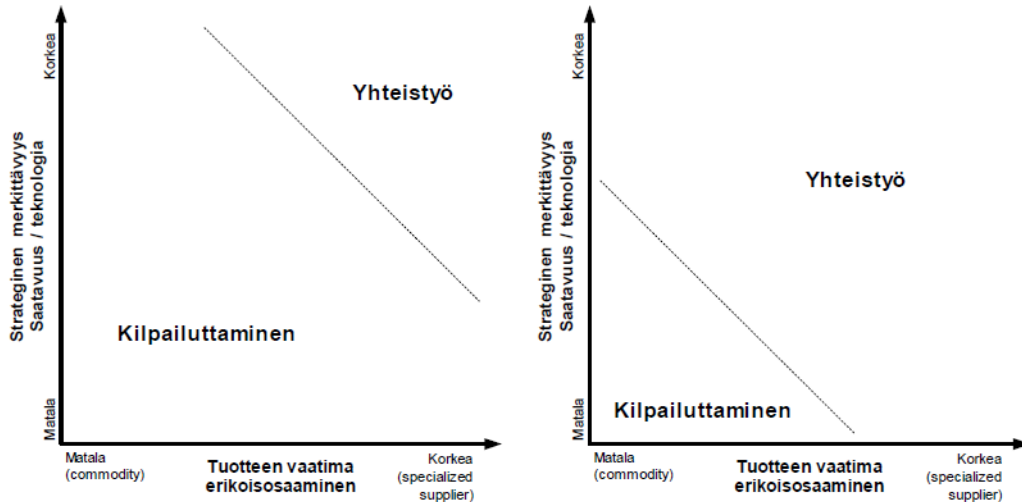 Korkea
Yhteistyö
Strateginen merkittävyys
Saatavuus / teknologia
Kilpailuttaminen
Matala
Matala
(commodity)
Tuotteen vaatima
erikoisosaaminen
Korkea
(specialized
supplier)
Korkea
Yhteistyö
Strateginen merkittävyys
Saatavuus / teknologia
Kilpailuttaminen
Matala
Matala
(commodity)
Tuotteen vaatima
erikoisosaaminen
Korkea
(specialized
supplier)